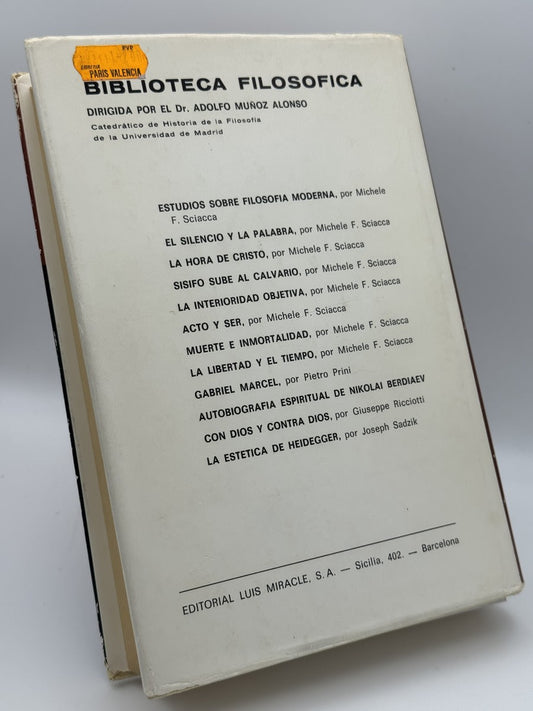 PVP
LIBRERIA
PARIS VALENCIA
BIBLIOTECA FILOSOFICA
DIRIGIDA POR EL Dr. ADOLFO MUÑOZ ALONSO
Catedrático de Historia de la Filosofía
de la Universidad de Madrid
ESTUDIOS SOBRE FILOSOFIA MODERNA, por Michele
F. Sciacca
EL SILENCIO Y LA PALABRA, por Michele F. Sciacca
LA HORA DE CRISTO, por Michele F. Sciacca
SISIFO SUBE AL CALVARIO, por Michele F. Sciacca
LA INTERIORIDAD OBJETIVA, por Michele F. Sciacca
ACTO Y SER, por Michele F. Sciacca
MUERTE E INMORTALIDAD, por Michele F. Sciacca
LA LIBERTAD Y EL TIEMPO, por Michele F. Sciacca
GABRIEL MARCEL, por Pietro Prini
AUTOBIOGRAFIA ESPIRITUAL DE NIKOLAI BERDIAEV
CON DIOS Y CONTRA DIOS, por Giuseppe Ricciotti
LA ESTETICA DE HEIDEGGER, por Joseph Sadzik
EDITORIAL LUIS MIRACLE, S. A. — Sicilia, 402. — Barcelona